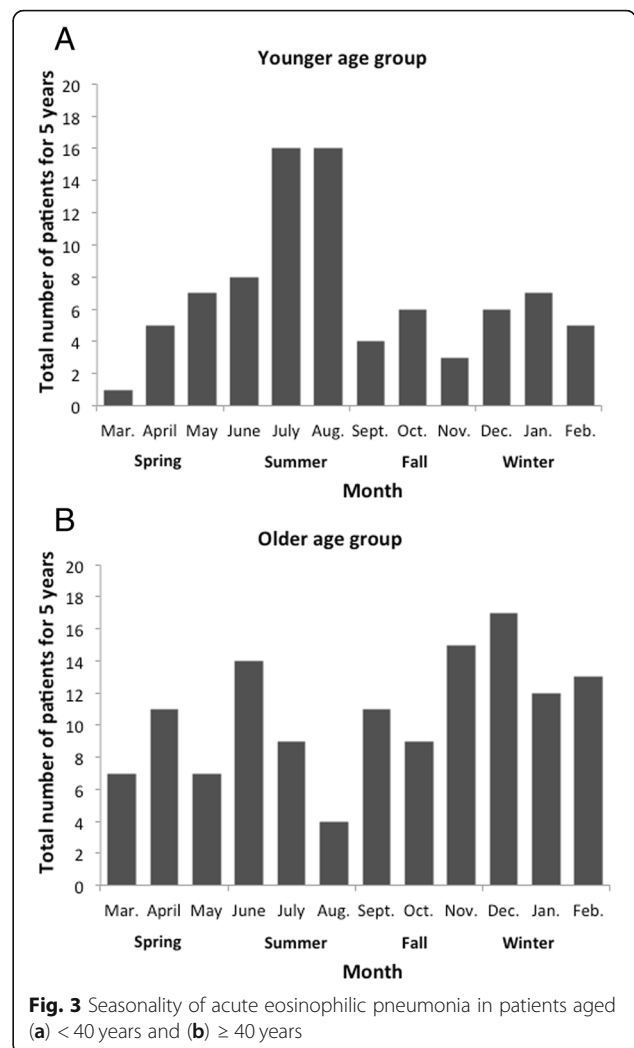 A
Younger age group
Total number of patients for 5 years
20
18
16
14
12
10
8
6
4
2
0
Mar. April May June July Aug. Sept. Oct. Nov. Dec. Jan. Feb.
Spring Summer Fall Winter
Month
B
Older age group
Total number of patients for 5 years
20
18
16
14
12
10
8
6
4
2
0
Mar. April May June July Aug. Sept. Oct. Nov. Dec. Jan. Feb.
Spring Summer Fall Winter
Month
Fig. 3 Seasonality of acute eosinophilic pneumonia in patients aged
(a) < 40 years and (b) ≥ 40 years